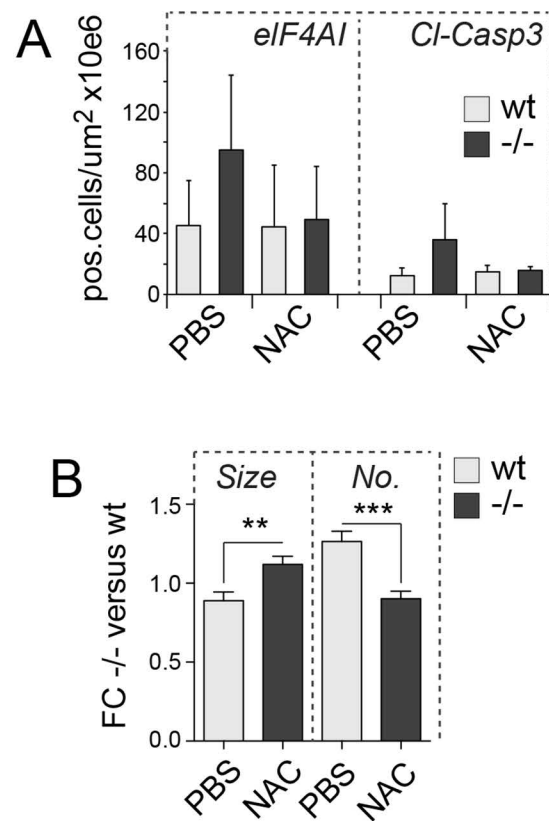 A
eIF4AI
Cl-Casp3
pos.cells/um² x10e6
160
120
80
40
0
wt
-/-
PBS
NAC
PBS
NAC
B
Size
No.
wt
-/-
FC -/- versus wt
1.5
1.0
0.5
0.0
**
***
PBS
NAC
PBS
NAC